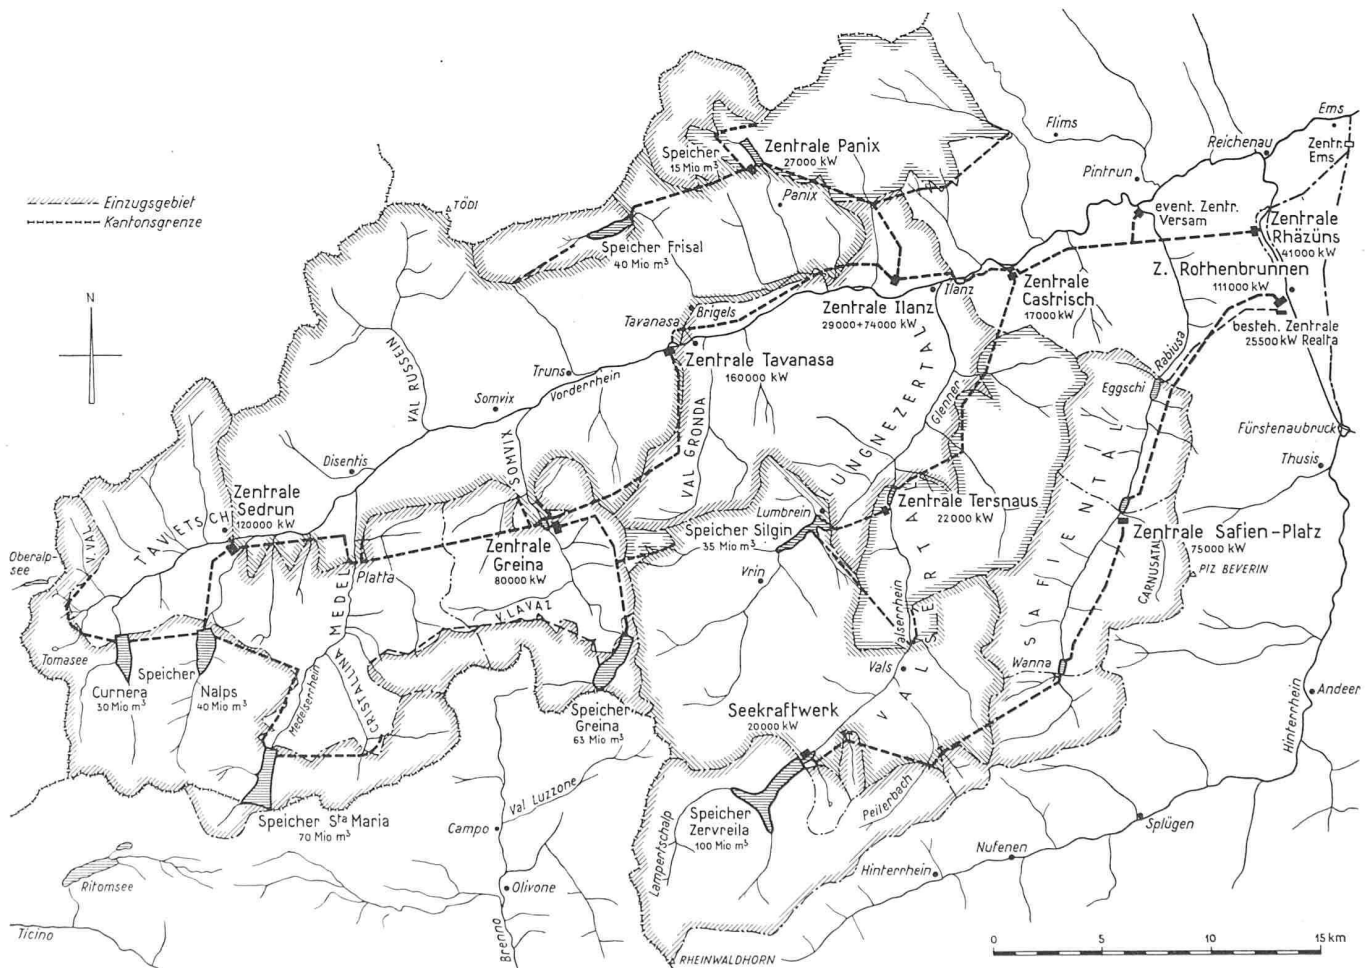 Einzugsgebiet
Kantonsgrenze
N
TÖDI
Speicher
15 Mio m³
Zentrale Panix
27000 kW
Panix
Flims
Ems
Reichenau
Zentr.
Ems
Pintrun
event. Zentr.
Versam
Zentrale
Rhäzüns
41000 kW
Speicher Frisal
40 Mio m³
Z. Rothenbrunnen
111000 kW
besteh. Zentrale
25500 kW Realta
Zentrale Ilanz
29000+74000 kW
Ilanz
Zentrale
Castrisch
17000 kW
Brigels
Tavanasa
Zentrale Tavanasa
160000 kW
VAL RUSSEIN
Truns
Vorderrhein
Somvix
Rabiusa
Eggschi
Glenner
Fürstenaubruck
Thusis
Disentis
SOMVIX
VAL GRONDA
LUNGNEZERTAL
Lumbrein
Zentrale
Sedrun
120000 kW
TAVETSCH
V. VAL
Oberalp-
see
Platta
Zentrale
Greina
80000 kW
Speicher Silgin
35 Mio m³
Zentrale Tersnaus
22000 kW
Zentrale Safien-Platz
75000 kW
CARNUSATAL
PIZ BEVERIN
SAFIENTAL
Vrin
V. LAVAZ
MEDEL
Valserrhein
VALSERTAL
Tomasee
Curnera
30 Mio m³
Speicher
Nalps
40 Mio m³
Medelserrhein
CRISTALLINA
Vals
Wanna
Andeer
Hinterrhein
Speicher
Greina
63 Mio m³
Seekraftwerk
20000 kW
Speicher Sta Maria
70 Mio m³
Val Luzzone
Campo
Lampertschalp
Speicher
Zervreila
100 Mio m³
Peilerbach
Splügen
Nufenen
Hinterrhein
Ritomsee
Olivone
Ticino
Brenno
RHEINWALDHORN
0 5 10 15 km